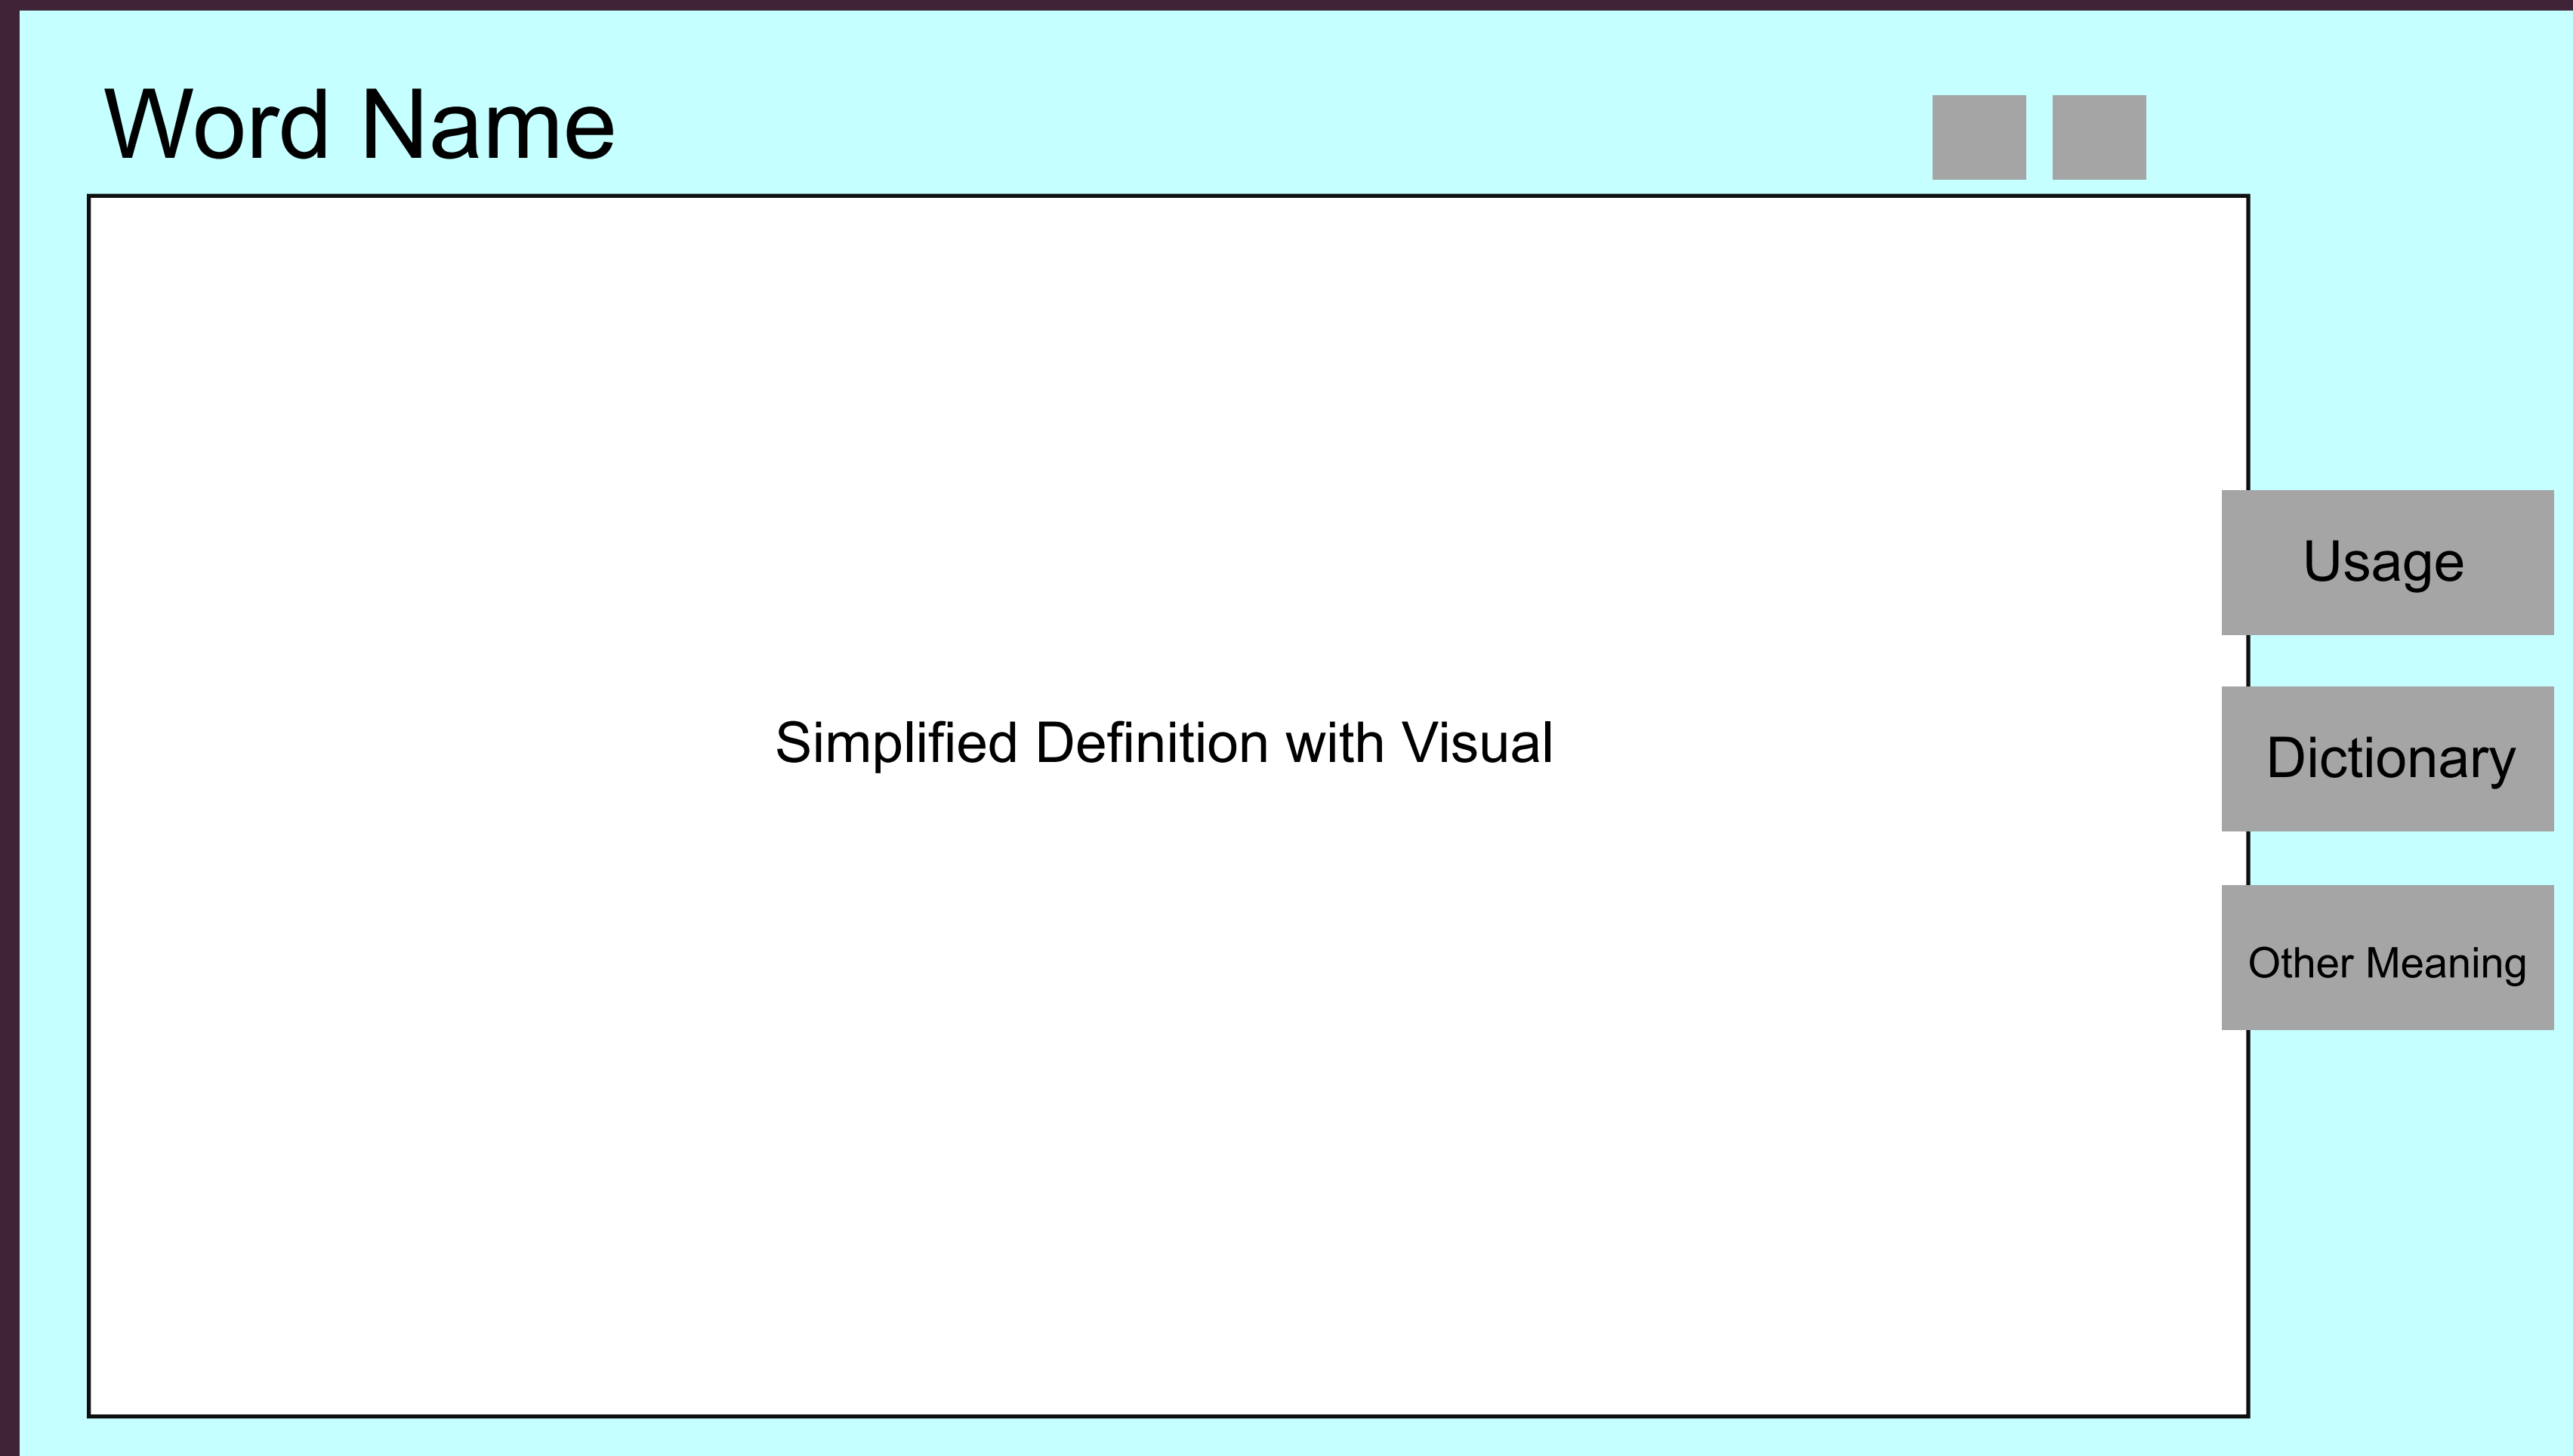 Word Name
Simplified Definition with Visual
Usage
Dictionary
Other Meaning